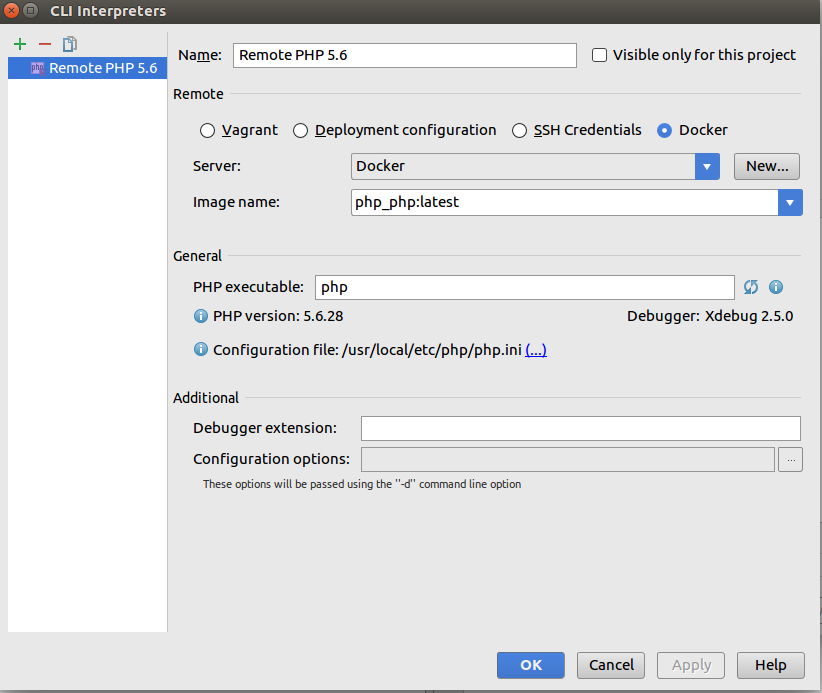 CLI Interpreters
php Remote PHP 5.6
Name: Remote PHP 5.6 Visible only for this project
Remote
Vagrant Deployment configuration SSH Credentials Docker
Server: Docker New...
Image name: php_php:latest
General
PHP executable: php
PHP version: 5.6.28 Debugger: Xdebug 2.5.0
Configuration file: /usr/local/etc/php/php.ini (...)
Additional
Debugger extension:
Configuration options: ...
These options will be passed using the ''-d'' command line option
OK Cancel Apply Help